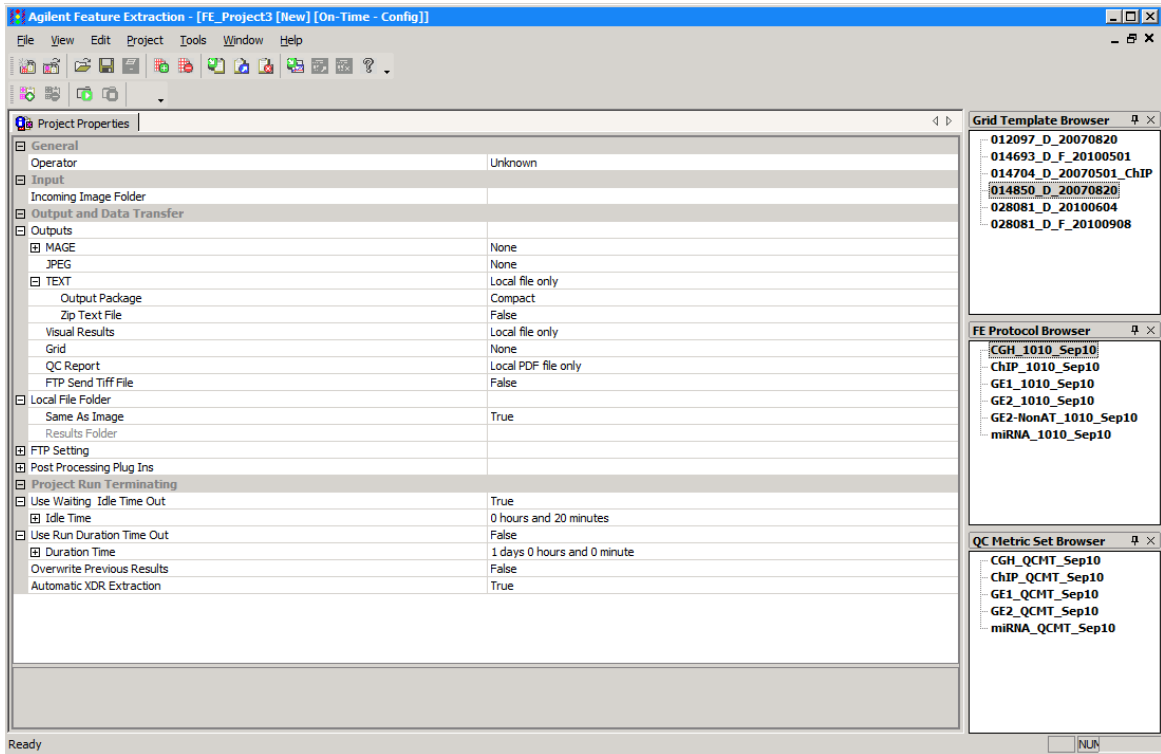 Agilent Feature Extraction - [FE_Project3 [New] [On-Time - Config]]
File View Edit Project Tools Window Help
Project Properties
General
Operator Unknown
Input
Incoming Image Folder
Output and Data Transfer
Outputs
MAGE None
JPEG None
TEXT Local file only
Output Package Compact
Zip Text File False
Visual Results Local file only
Grid None
QC Report Local PDF file only
FTP Send Tiff File False
Local File Folder
Same As Image True
Results Folder
FTP Setting
Post Processing Plug Ins
Project Run Terminating
Use Waiting Idle Time Out True
Idle Time 0 hours and 20 minutes
Use Run Duration Time Out False
Duration Time 1 days 0 hours and 0 minute
Overwrite Previous Results False
Automatic XDR Extraction True
Grid Template Browser
012097_D_20070820
014693_D_F_20100501
014704_D_20070501_ChIP
014850_D_20070820
028081_D_20100604
028081_D_F_20100908
FE Protocol Browser
CGH_1010_Sep10
ChIP_1010_Sep10
GE1_1010_Sep10
GE2_1010_Sep10
GE2-NonAT_1010_Sep10
miRNA_1010_Sep10
QC Metric Set Browser
CGH_QCMT_Sep10
ChIP_QCMT_Sep10
GE1_QCMT_Sep10
GE2_QCMT_Sep10
miRNA_QCMT_Sep10
Ready
NUM